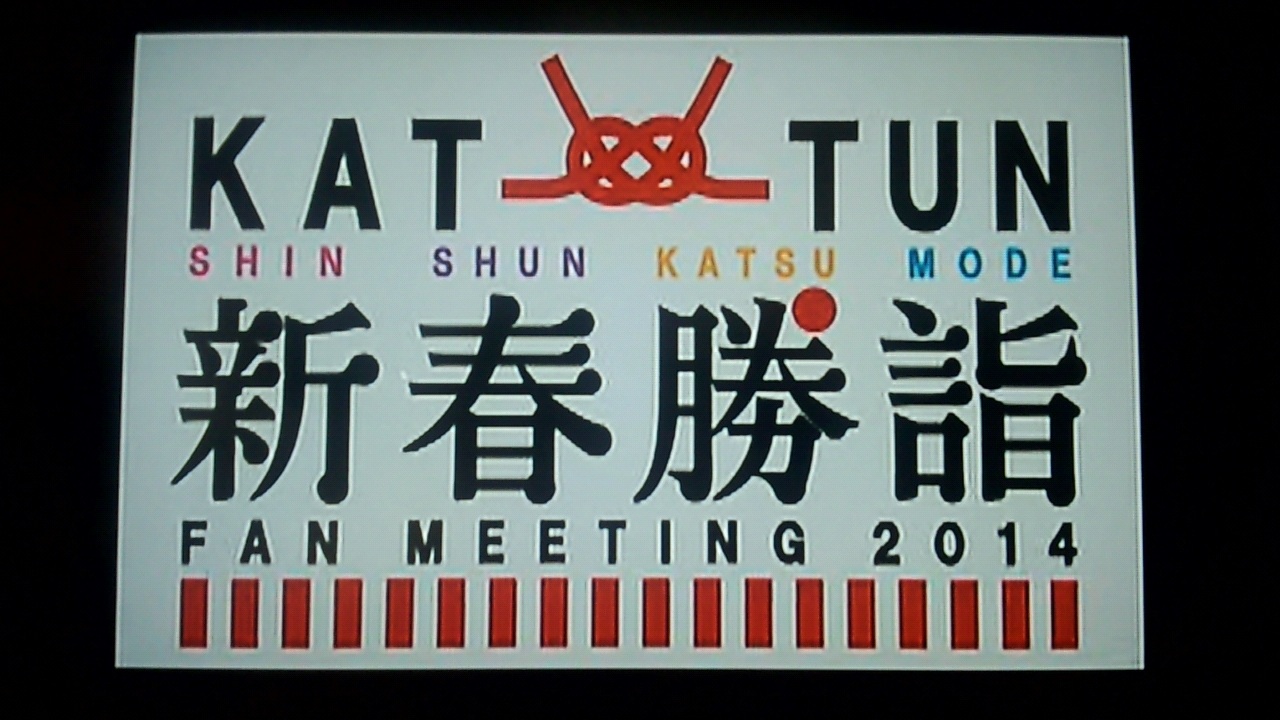 KAT TUN
SHIN SHUN KATSU MODE
新春勝詣
FAN MEETING 2014